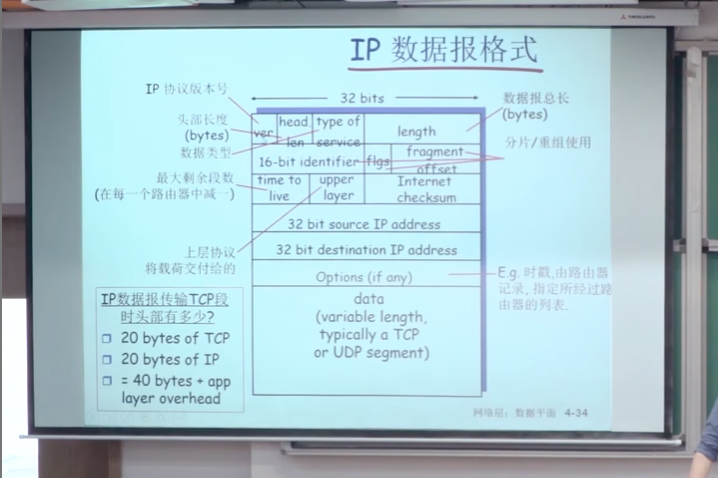 IP 数据报格式
IP 协议版本号
32 bits
数据报总长
(bytes)
头部长度
(bytes)
ver
head.
len
type of
service
length
分片/重组使用
数据类型
16-bit identifier
flgs
fragment
offset
最大剩余段数
(在每一个路由器中减一)
time to
live
upper
layer
Internet
checksum
32 bit source IP address
32 bit destination IP address
上层协议
将载荷交付给的
Options (if any)
E.g. 时戳,由路由器
记录, 指定所经过路
由器的列表.
data
(variable length,
typically a TCP
or UDP segment)
IP数据报传输TCP段
时头部有多少?
20 bytes of TCP
20 bytes of IP
= 40 bytes + app
layer overhead
网络层: 数据平面 4-34